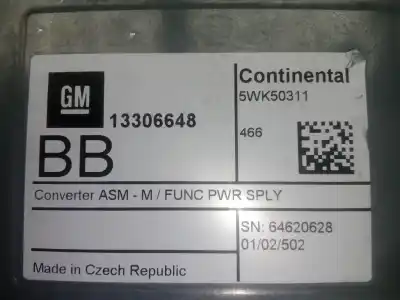 GM
13306648
BB
Continental
5WK50311
466
Converter ASM - M / FUNC PWR SPLY
SN: 64620628
01/02/502
Made in Czech Republic